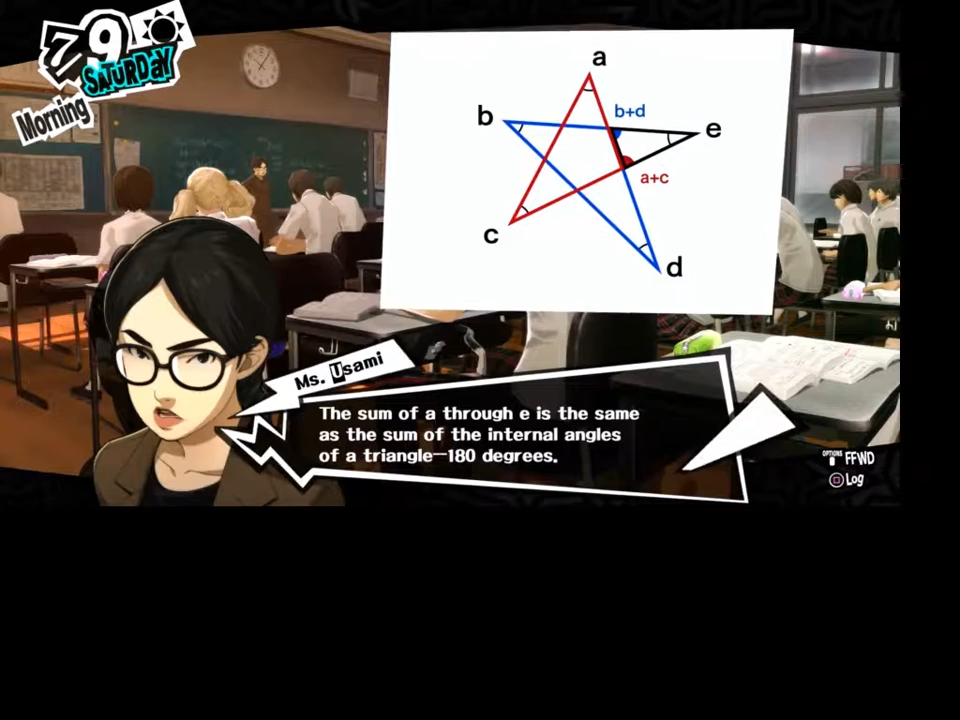 7 9
SATURDAY
Morning
a
b
b+d
e
a+c
c
d
Ms. Usami
The sum of a through e is the same
as the sum of the internal angles
of a triangle—180 degrees.
OPTIONS
FFWD
Log